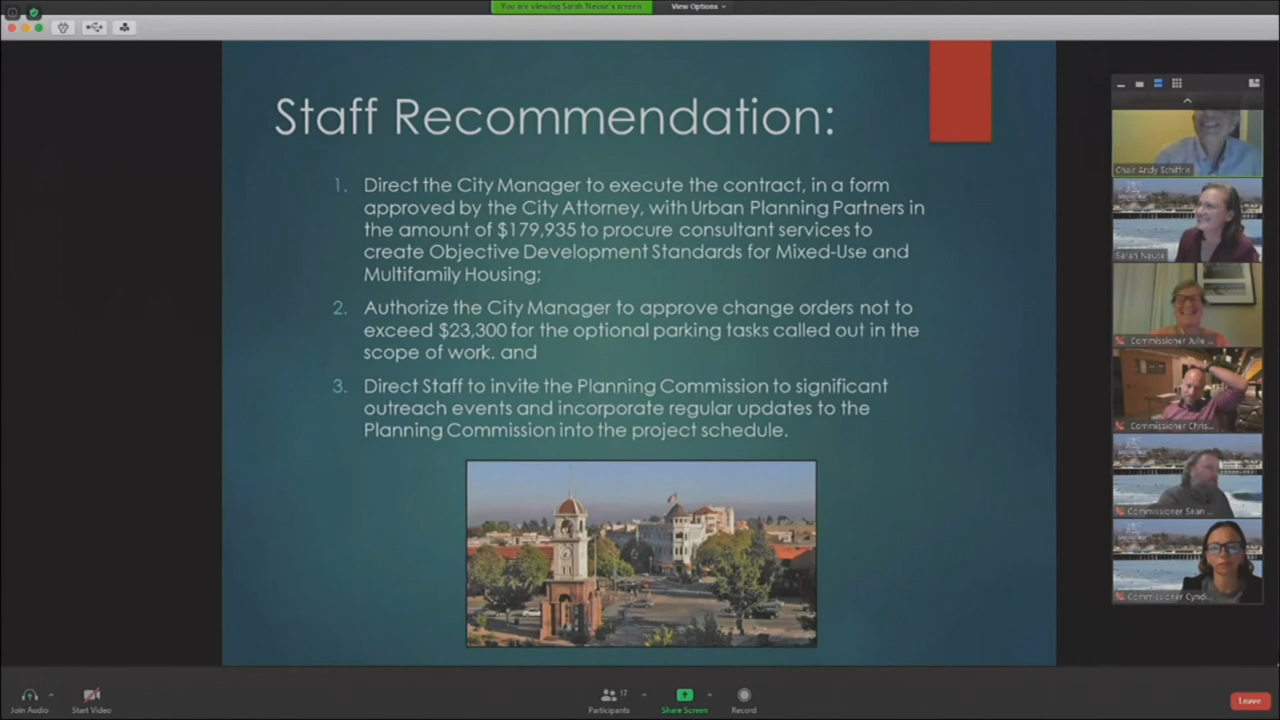 You are viewing Sarah Neuse's screen
View Options
Staff Recommendation:
1. Direct the City Manager to execute the contract, in a form
approved by the City Attorney, with Urban Planning Partners in
the amount of $179,935 to procure consultant services to
create Objective Development Standards for Mixed-Use and
Multifamily Housing;
2. Authorize the City Manager to approve change orders not to
exceed $23,300 for the optional parking tasks called out in the
scope of work. and
3. Direct Staff to invite the Planning Commission to significant
outreach events and incorporate regular updates to the
Planning Commission into the project schedule.
Chair Andy Schiffrin
Sarah Neuse
Commissioner Julie ...
Commissioner Chris...
Commissioner Sean ...
Commissioner Cyndi...
Join Audio
Start Video
17
Participants
Share Screen
Record
Leave